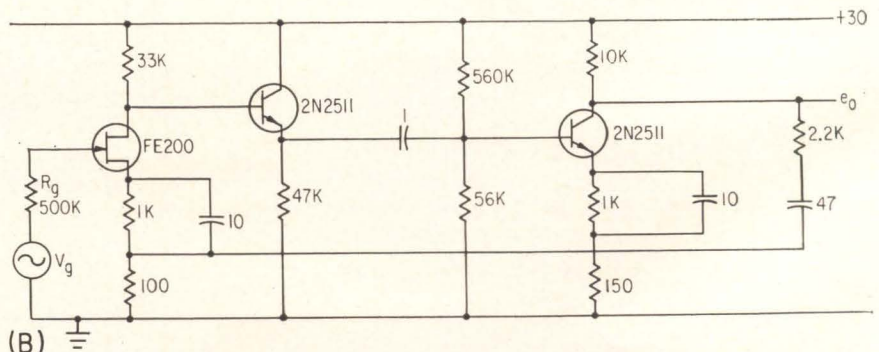 +30
33K
560K
10K
2N2511
e₀
FE200
1
2N2511
2.2K
Rg
500K
1K
10
47K
56K
1K
10
47
Vg
100
150
(B)